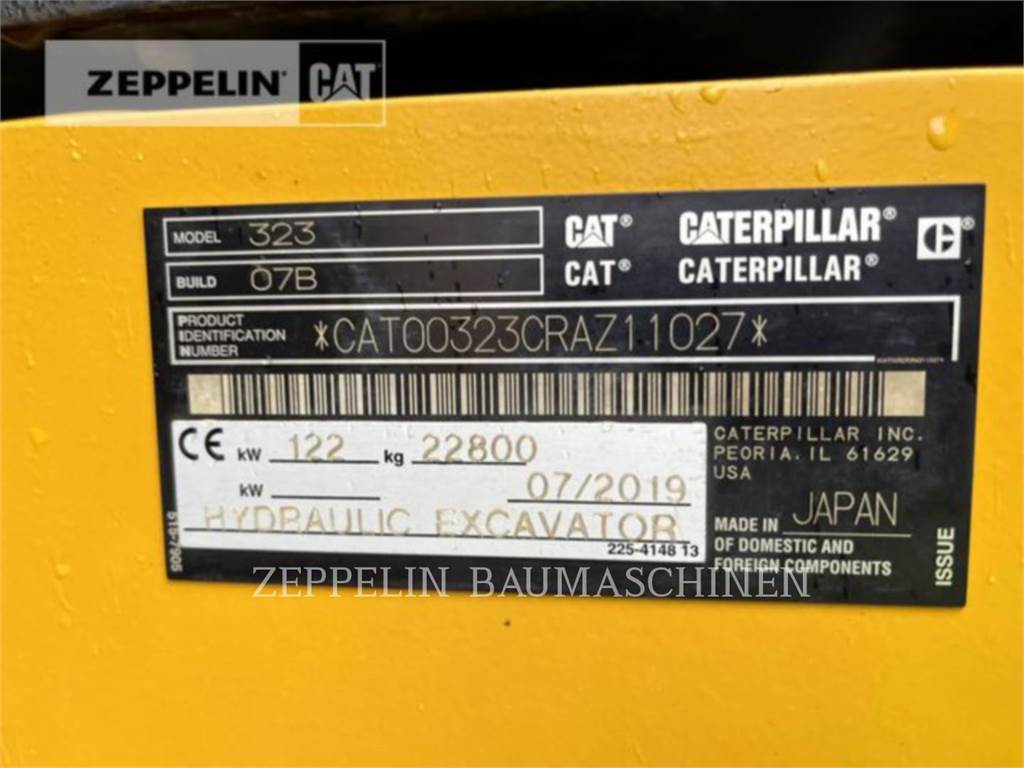 ZEPPELIN® CAT
MODEL 323
BUILD 07B
CAT® CATERPILLAR®
CAT® CATERPILLAR®
PRODUCT IDENTIFICATION NUMBER *CAT00323CRAZ11027*
CE kW 122 kg 22800
kW 07/2019
HYDRAULIC EXCAVATOR
225-4148 13
518-7905
CATERPILLAR INC.
PEORIA, IL 61629
USA
MADE IN JAPAN
OF DOMESTIC AND
FOREIGN COMPONENTS
ISSUE
ZEPPELIN BAUMASCHINEN